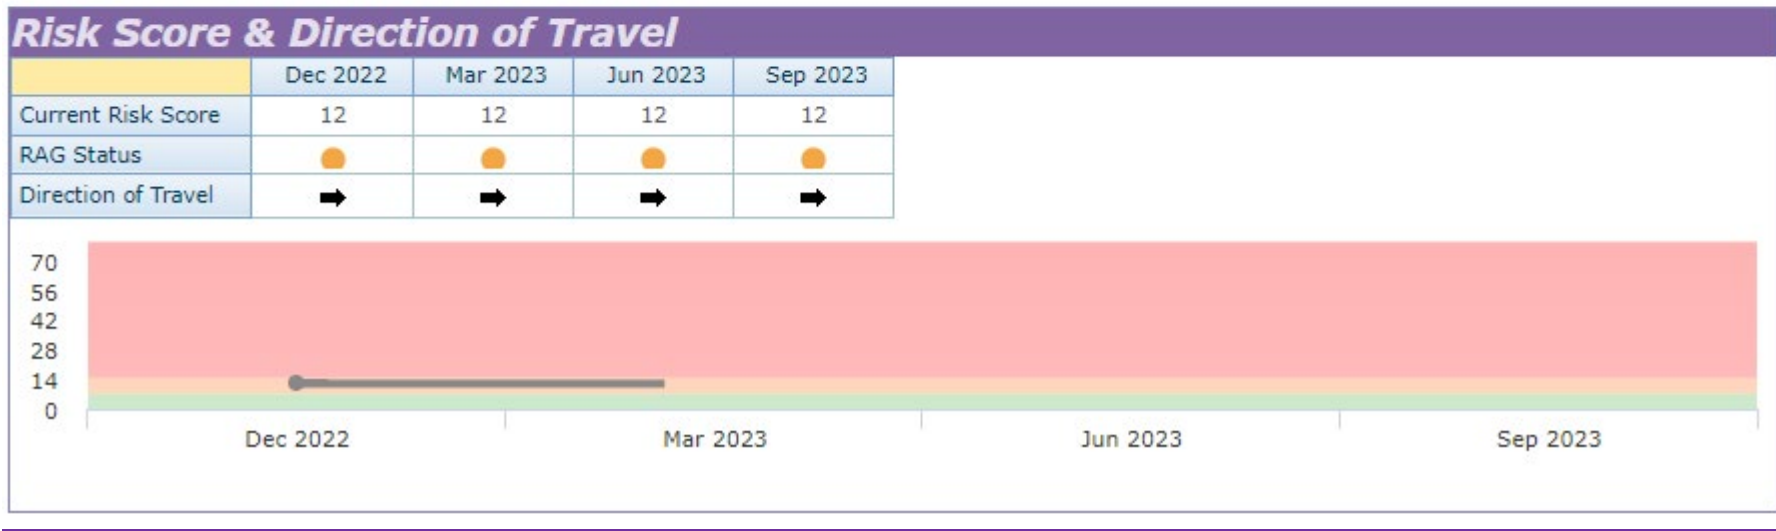 Risk Score & Direction of Travel
Dec 2022 Mar 2023 Jun 2023 Sep 2023
Current Risk Score 12 12 12 12
RAG Status
Direction of Travel
70
56
42
28
14
0
Dec 2022 Mar 2023 Jun 2023 Sep 2023